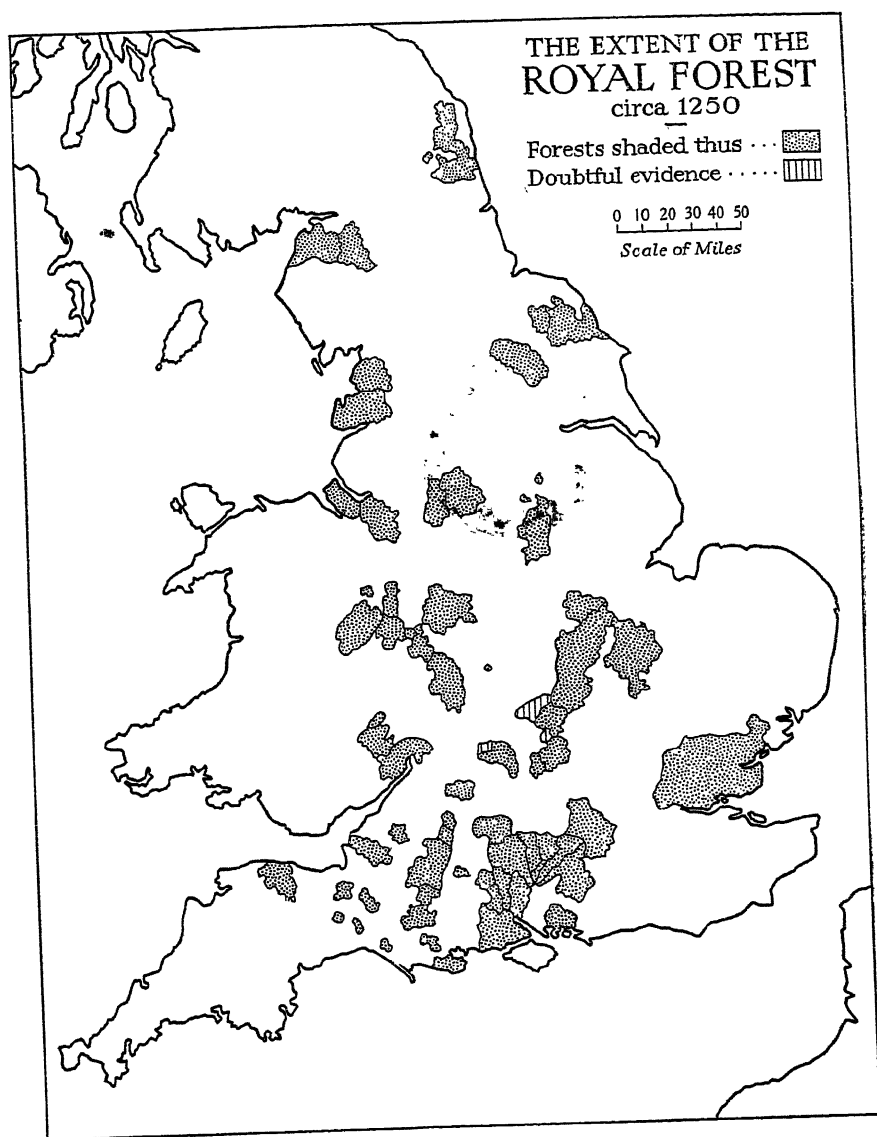 THE EXTENT OF THE
ROYAL FOREST
circa 1250
Forests shaded thus ...
Doubtful evidence .....
0 10 20 30 40 50
Scale of Miles